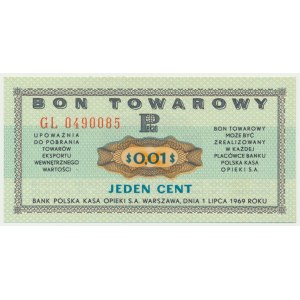 BON TOWAROWY
GL 0490085
P
UPOWAŻNIA
DO POBRANIA
TOWARÓW
EKSPORTU
WEWNĘTRZNEGO
WARTOŚCI
$0,01$
BON TOWAROWY
MOŻE BYĆ
ZREALIZOWANY
W KAŻDEJ
PLACÓWCE BANKU
POLSKA KASA
OPIEKI S.A.
JEDEN CENT
BANK POLSKA KASA OPIEKI S.A. WARSZAWA, DNIA 1 LIPCA 1969 ROKU